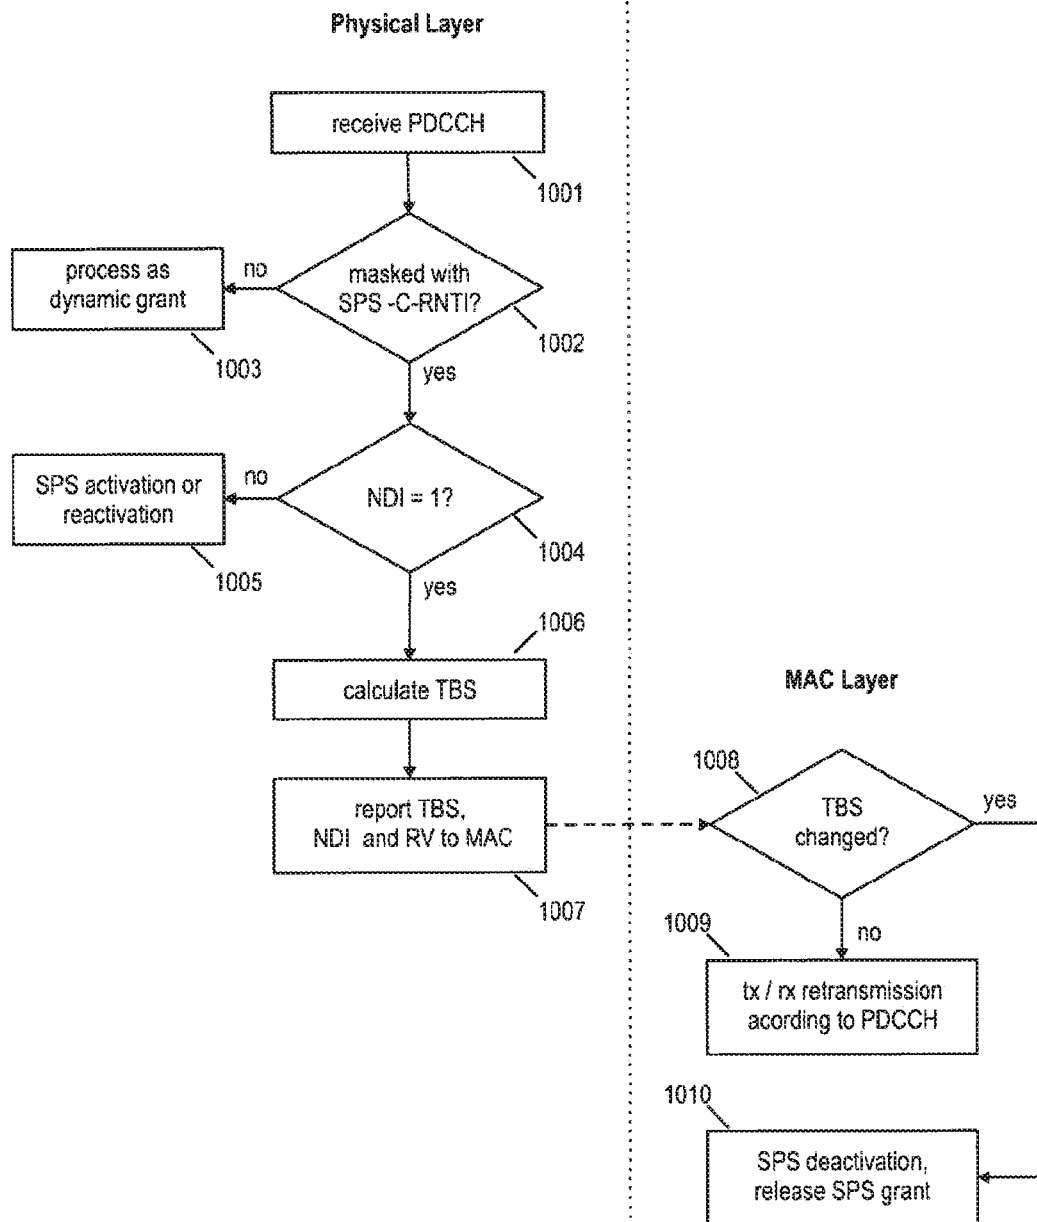 Physical Layer
receive PDCCH
1001
masked with
SPS -C-RNTI?
1002
no
process as
dynamic grant
1003
yes
NDI = 1?
1004
no
SPS activation or
reactivation
1005
yes
1006
calculate TBS
report TBS,
NDI and RV to MAC
1007
MAC Layer
1008
TBS
changed?
yes
no
1009
tx / rx retransmission
acording to PDCCH
1010
SPS deactivation,
release SPS grant